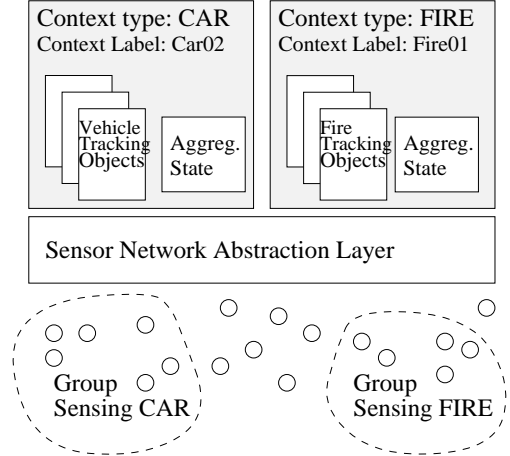 Context type: CAR
Context Label: Car02
Vehicle
Tracking
Objects
Aggreg.
State
Context type: FIRE
Context Label: Fire01
Fire
Tracking
Objects
Aggreg.
State
Sensor Network Abstraction Layer
Group
Sensing CAR
Group
Sensing FIRE